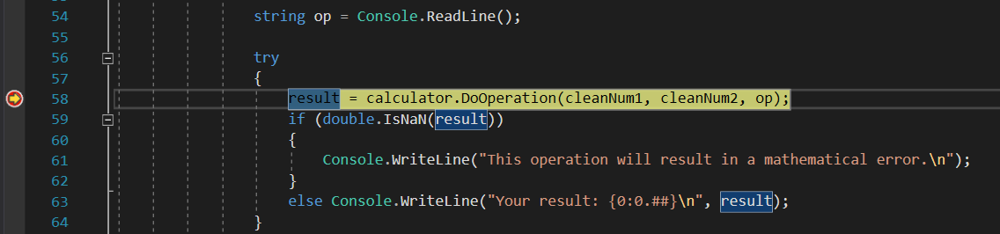 54 string op = Console.ReadLine();
55
56 try
57 {
58 result = calculator.DoOperation(cleanNum1, cleanNum2, op);
59 if (double.IsNaN(result))
60 {
61 Console.WriteLine("This operation will result in a mathematical error.\n");
62 }
63 else Console.WriteLine("Your result: {0:0.##}\n", result);
64 }